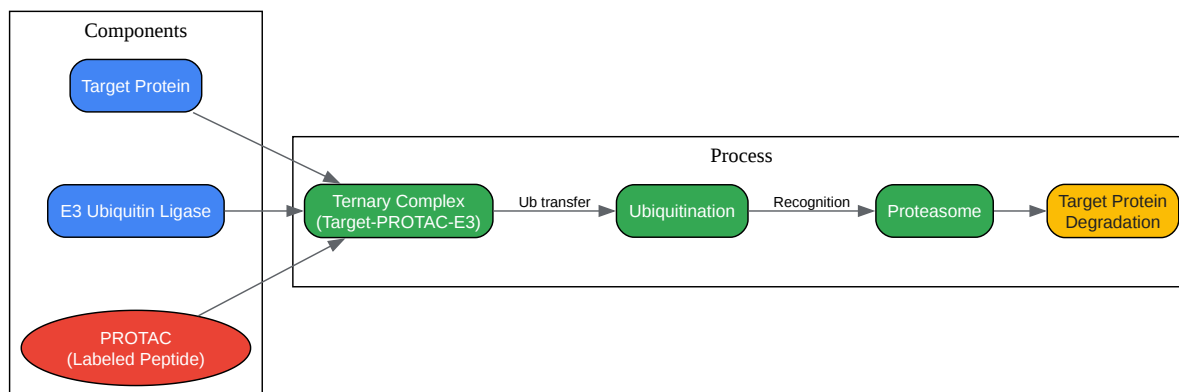 Components
Target Protein
E3 Ubiquitin Ligase
PROTAC
(Labeled Peptide)
Process
Ternary Complex
(Target-PROTAC-E3)
Ub transfer
Ubiquitination
Recognition
Proteasome
Target Protein
Degradation